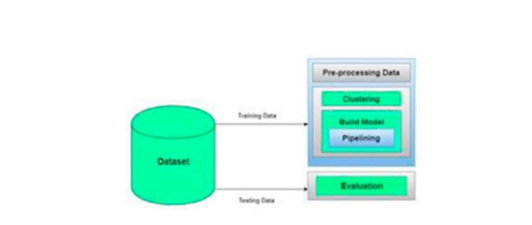 Pre-processing Data
Clustering
Training Data
Build Model
Pipelining
Dataset
Evaluation
Testing Data